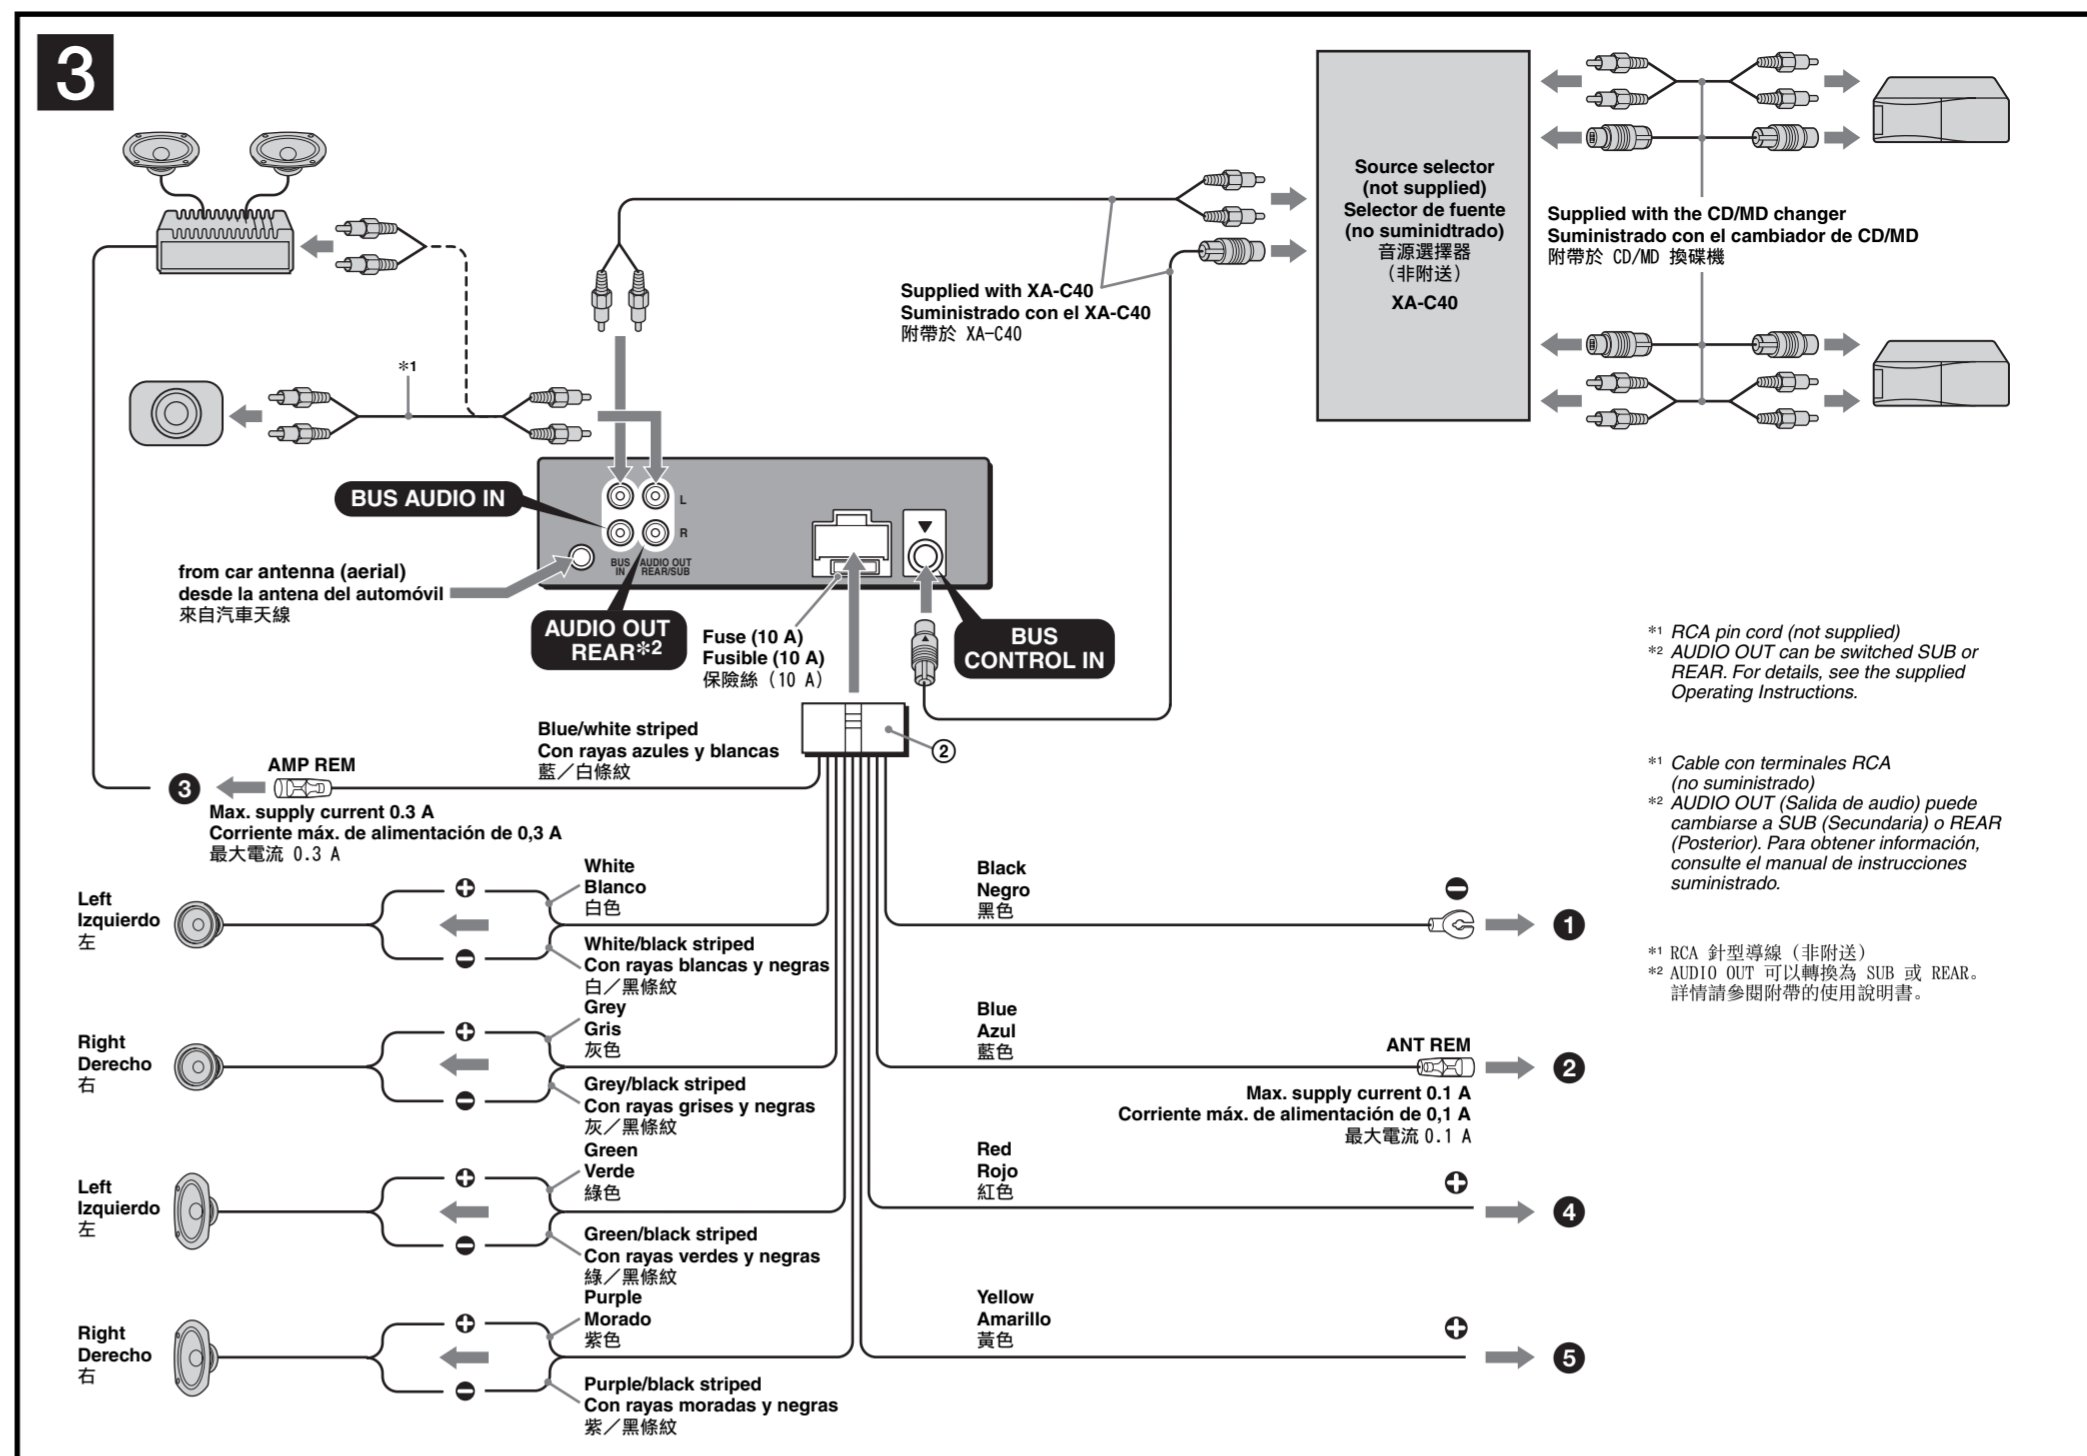 3
Source selector
(not supplied)
Selector de fuente
(no suminidtrado)
音源選擇器
（非附送）
XA-C40
Supplied with the CD/MD changer
Suministrado con el cambiador de CD/MD
附帶於 CD/MD 換碟機
Supplied with XA-C40
Suministrado con el XA-C40
附帶於 XA-C40
*1
BUS AUDIO IN
L
R
BUS
IN
AUDIO OUT
REAR/SUB
from car antenna (aerial)
desde la antena del automóvil
來自汽車天線
AUDIO OUT
REAR*2
Fuse (10 A)
Fusible (10 A)
保險絲（10 A）
BUS
CONTROL IN
*1 RCA pin cord (not supplied)
*2 AUDIO OUT can be switched SUB or
REAR. For details, see the supplied
Operating Instructions.
*1 Cable con terminales RCA
(no suministrado)
*2 AUDIO OUT (Salida de audio) puede
cambiarse a SUB (Secundaria) o REAR
(Posterior). Para obtener información,
consulte el manual de instrucciones
suministrado.
*1 RCA 針型導線（非附送）
*2 AUDIO OUT 可以轉換為 SUB 或 REAR。
詳情請參閱附帶的使用說明書。
Blue/white striped
Con rayas azules y blancas
藍／白條紋
②
❸
AMP REM
Max. supply current 0.3 A
Corriente máx. de alimentación de 0,3 A
最大電流 0.3 A
Left
Izquierdo
左
+
−
White
Blanco
白色
White/black striped
Con rayas blancas y negras
白／黑條紋
Right
Derecho
右
+
−
Grey
Gris
灰色
Grey/black striped
Con rayas grises y negras
灰／黑條紋
Left
Izquierdo
左
+
−
Green
Verde
綠色
Green/black striped
Con rayas verdes y negras
綠／黑條紋
Right
Derecho
右
+
−
Purple
Morado
紫色
Purple/black striped
Con rayas moradas y negras
紫／黑條紋
Black
Negro
黑色
−
❶
Blue
Azul
藍色
ANT REM
❷
Max. supply current 0.1 A
Corriente máx. de alimentación de 0,1 A
最大電流 0.1 A
Red
Rojo
紅色
+
❹
Yellow
Amarillo
黃色
+
❺